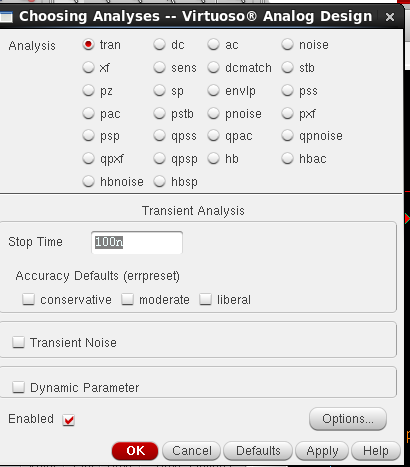 Choosing Analyses -- Virtuoso® Analog Design
Analysis tran dc ac noise
xf sens dcmatch stb
pz sp envlp pss
pac pstb pnoise pxf
psp qpss qpac qpnoise
qpxf qpsp hb hbac
hbnoise hbsp
Transient Analysis
Stop Time 100n
Accuracy Defaults (errpreset)
conservative moderate liberal
Transient Noise
Dynamic Parameter
Enabled Options...
OK Cancel Defaults Apply Help